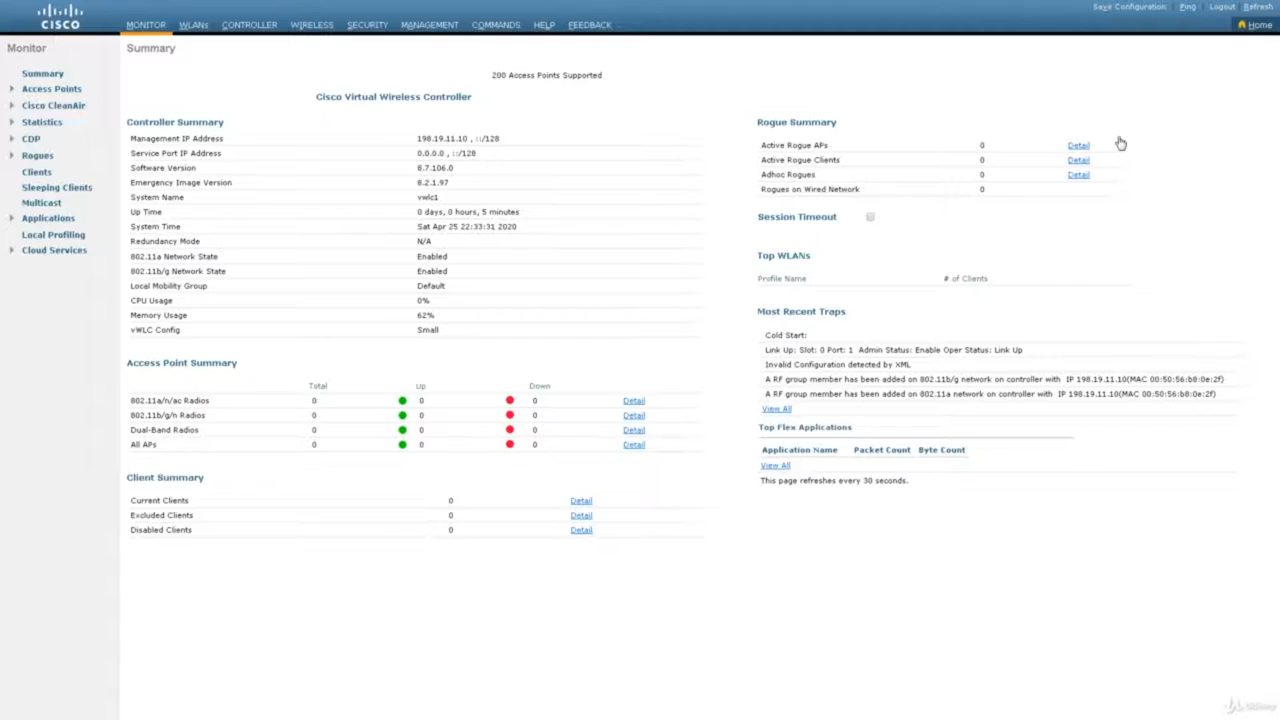 Save Configuration Ping Logout Refresh
CISCO MONITOR WLANs CONTROLLER WIRELESS SECURITY MANAGEMENT COMMANDS HELP FEEDBACK Home
Monitor
Summary
Access Points
Cisco CleanAir
Statistics
CDP
Rogues
Clients
Sleeping Clients
Multicast
Applications
Local Profiling
Cloud Services
Summary
200 Access Points Supported
Cisco Virtual Wireless Controller
Controller Summary
Management IP Address 198.19.11.10 , ::/128
Service Port IP Address 0.0.0.0 , ::/128
Software Version 8.7.106.0
Emergency Image Version 8.2.1.97
System Name vwlc1
Up Time 0 days, 0 hours, 5 minutes
System Time Sat Apr 25 22:33:31 2020
Redundancy Mode N/A
802.11a Network State Enabled
802.11b/g Network State Enabled
Local Mobility Group Default
CPU Usage 0%
Memory Usage 62%
vWLC Config Small
Access Point Summary
Total Up Down
802.11a/n/ac Radios 0 0 0 Detail
802.11b/g/n Radios 0 0 0 Detail
Dual-Band Radios 0 0 0 Detail
All APs 0 0 0 Detail
Client Summary
Current Clients 0 Detail
Excluded Clients 0 Detail
Disabled Clients 0 Detail
Rogue Summary
Active Rogue APs 0 Detail
Active Rogue Clients 0 Detail
Adhoc Rogues 0 Detail
Rogues on Wired Network 0
Session Timeout
Top WLANs
Profile Name # of Clients
Most Recent Traps
Cold Start:
Link Up: Slot: 0 Port: 1 Admin Status: Enable Oper Status: Link Up
Invalid Configuration detected by XML
A RF group member has been added on 802.11b/g network on controller with IP 198.19.11.10(MAC 00:50:56:b8:0e:2f)
A RF group member has been added on 802.11a network on controller with IP 198.19.11.10(MAC 00:50:56:b8:0e:2f)
View All
Top Flex Applications
Application Name Packet Count Byte Count
View All
This page refreshes every 30 seconds.